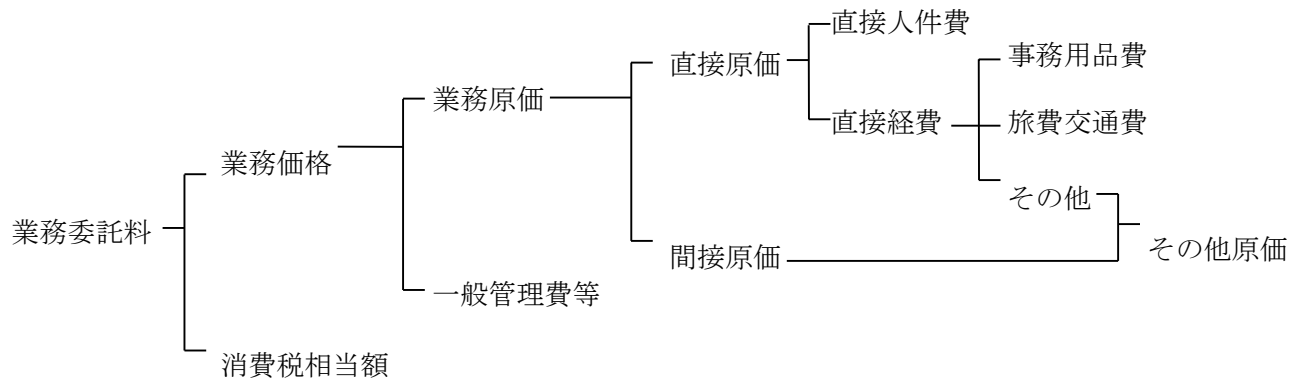 直接人件費
事務用品費
直接原価
業務原価
直接経費
旅費交通費
業務価格
その他
業務委託料
その他原価
間接原価
一般管理費等
消費税相当額